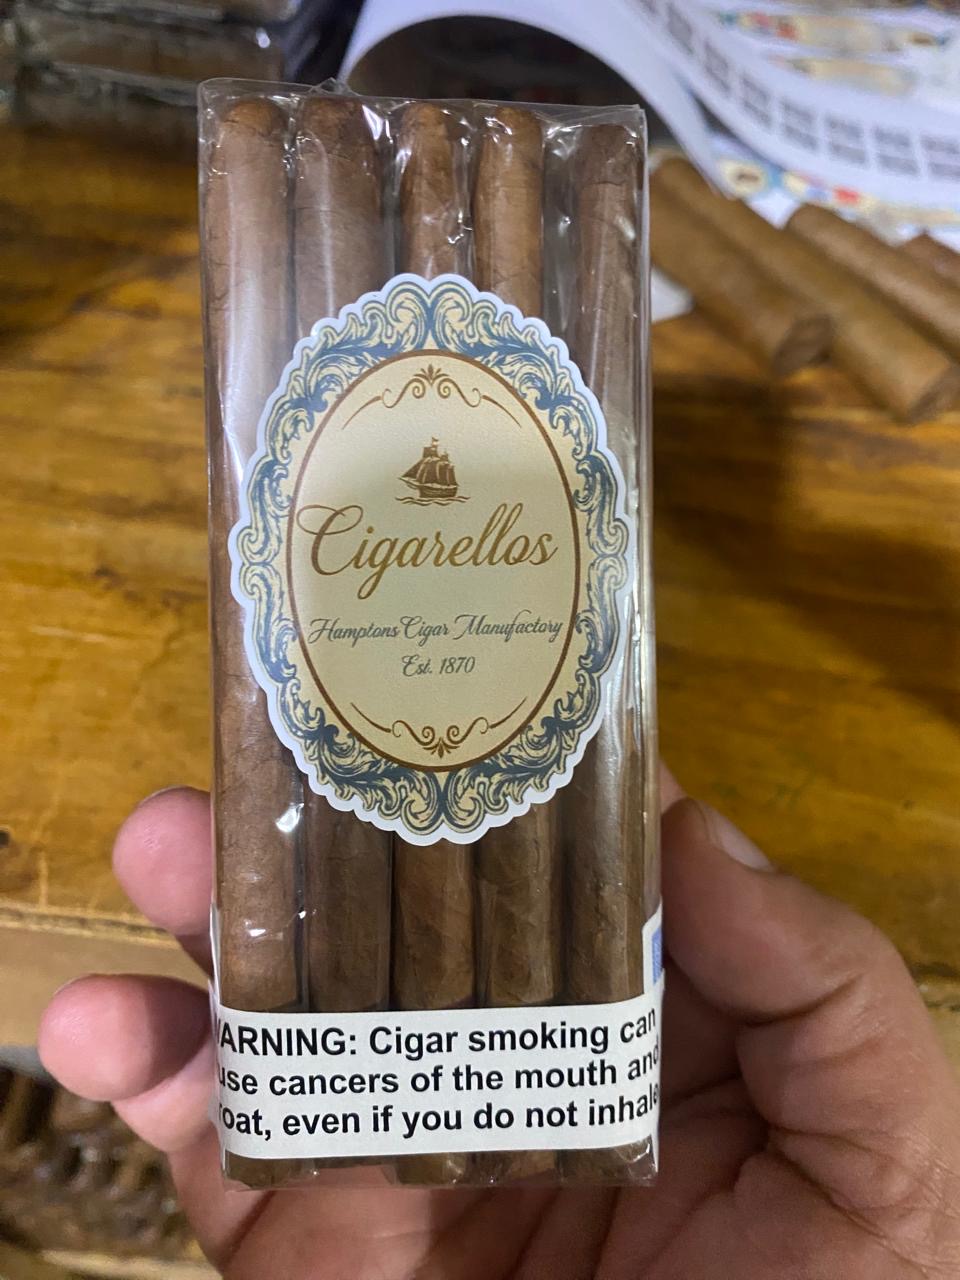 Cigarellos
Hamptons Cigar Manufactory
Est. 1870
WARNING: Cigar smoking can
use cancers of the mouth and
roat, even if you do not inhale